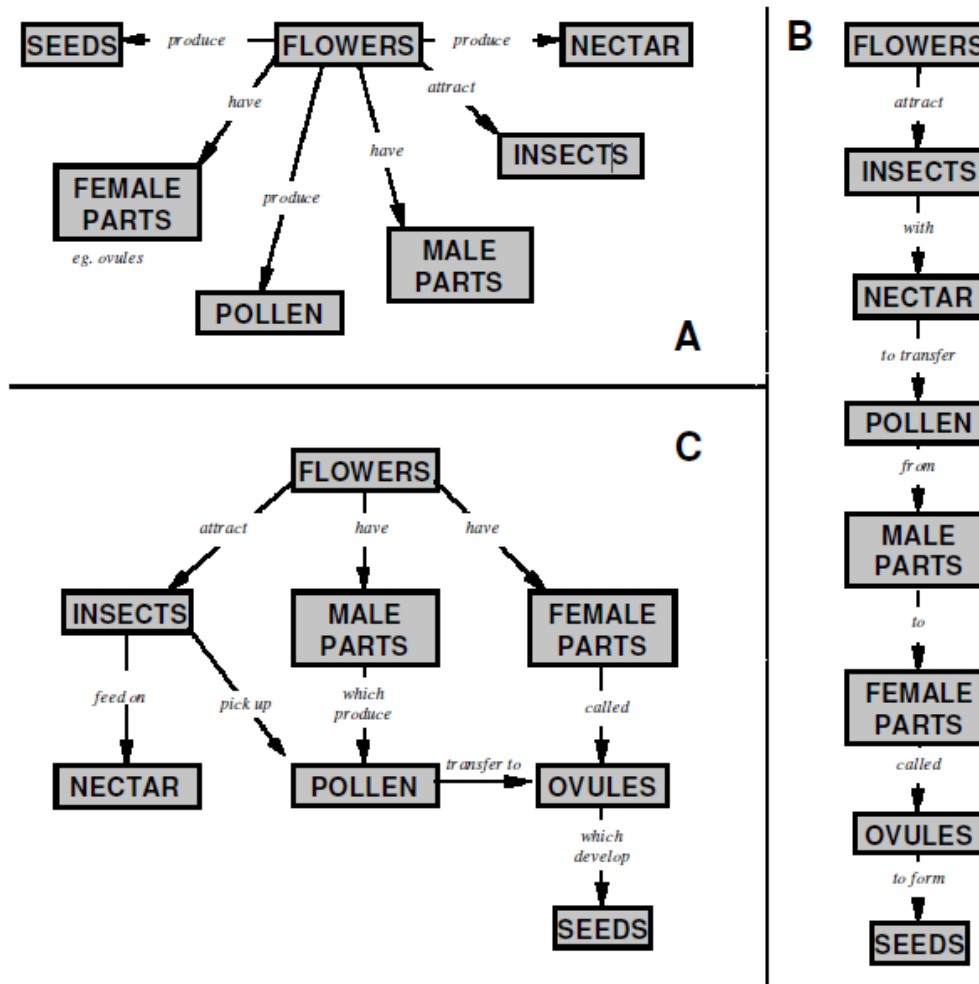 SEEDS produce FLOWERS produce NECTAR
have
attract
INSECTS
have
FEMALE
PARTS
eg. ovules
produce
MALE
PARTS
POLLEN
A
B
FLOWERS
attract
INSECTS
with
NECTAR
to transfer
POLLEN
from
MALE
PARTS
to
FEMALE
PARTS
called
OVULES
to form
SEEDS
C
FLOWERS
attract
have
have
INSECTS
MALE
PARTS
FEMALE
PARTS
feed on
pick up
which
produce
called
NECTAR
POLLEN
transfer to
OVULES
which
develop
SEEDS